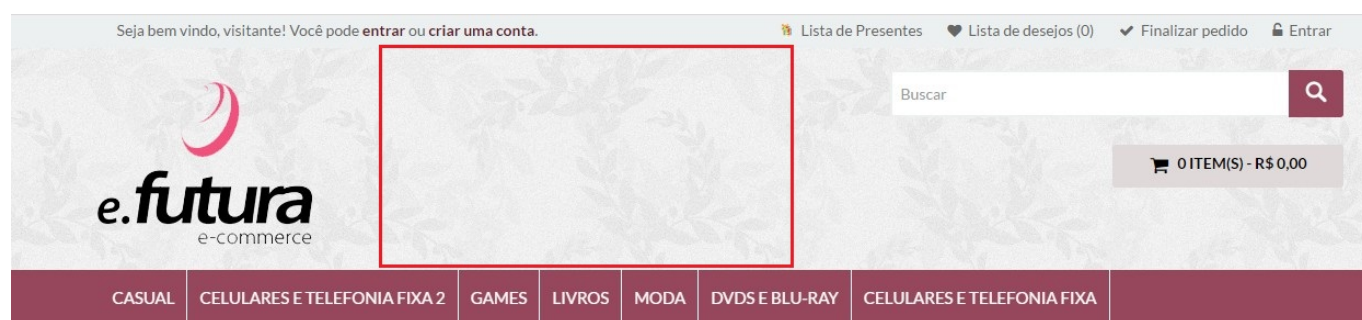 Seja bem vindo, visitante! Você pode entrar ou criar uma conta.
Lista de Presentes
Lista de desejos (0)
Finalizar pedido
Entrar
Buscar
0 ITEM(S) - R$ 0,00
e.futura
e-commerce
CASUAL
CELULARES E TELEFONIA FIXA 2
GAMES
LIVROS
MODA
DVDS E BLU-RAY
CELULARES E TELEFONIA FIXA